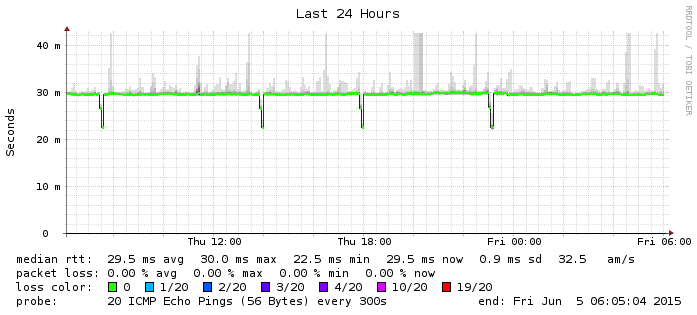 Last 24 Hours
RRDTOOL / TOBI OETIKER
Seconds
40 m
30 m
20 m
10 m
0
Thu 12:00 Thu 18:00 Fri 00:00 Fri 06:00
median rtt: 29.5 ms avg 30.0 ms max 22.5 ms min 29.5 ms now 0.9 ms sd 32.5 am/s
packet loss: 0.00 % avg 0.00 % max 0.00 % min 0.00 % now
loss color: 0 1/20 2/20 3/20 4/20 10/20 19/20
probe: 20 ICMP Echo Pings (56 Bytes) every 300s end: Fri Jun 5 06:05:04 2015